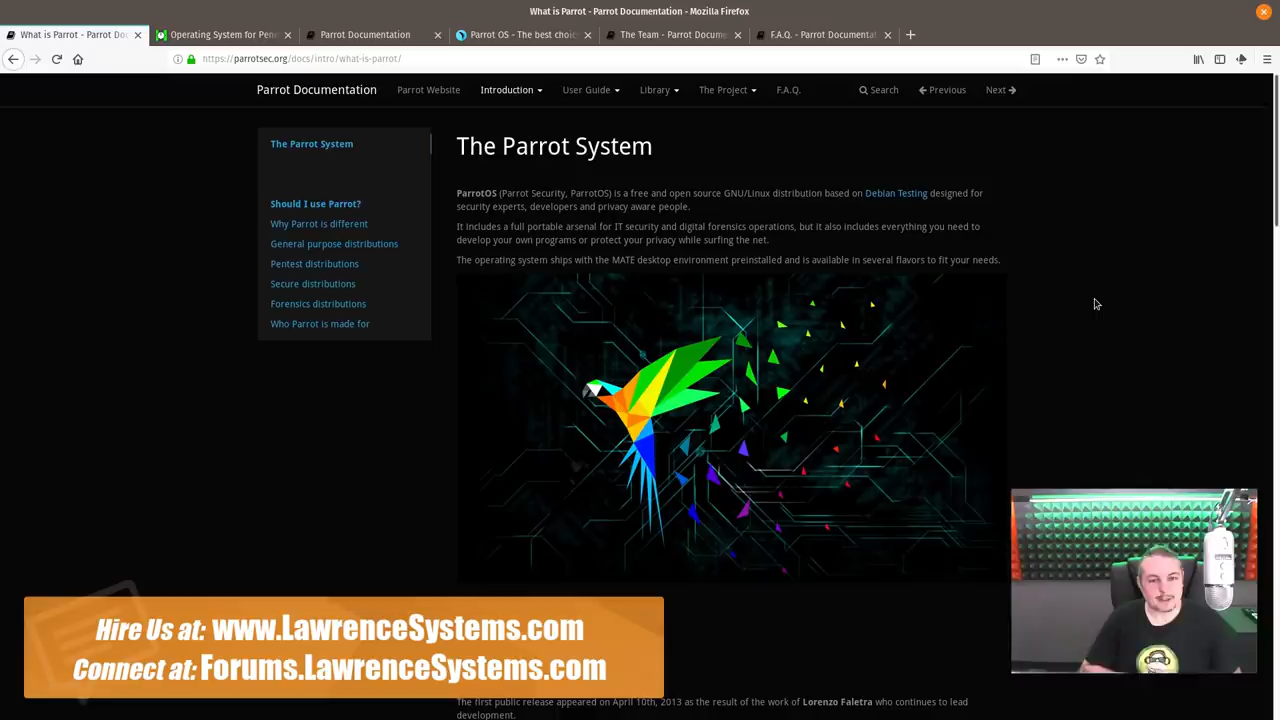 What is Parrot - Parrot Documentation - Mozilla Firefox
What is Parrot - Parrot Doc
Operating System for Pen
Parrot Documentation
Parrot OS - The best choic
The Team - Parrot Docume
F.A.Q. - Parrot Documentat
https://parrotsec.org/docs/intro/what-is-parrot/
Parrot Documentation
Parrot Website
Introduction
User Guide
Library
The Project
F.A.Q.
Search
Previous
Next
The Parrot System
Should I use Parrot?
Why Parrot is different
General purpose distributions
Pentest distributions
Secure distributions
Forensics distributions
Who Parrot is made for
The Parrot System
ParrotOS (Parrot Security, ParrotOS) is a free and open source GNU/Linux distribution based on Debian Testing designed for
security experts, developers and privacy aware people.
It includes a full portable arsenal for IT security and digital forensics operations, but it also includes everything you need to
develop your own programs or protect your privacy while surfing the net.
The operating system ships with the MATE desktop environment preinstalled and is available in several flavors to fit your needs.
Hire Us at: www.LawrenceSystems.com
Connect at: Forums.LawrenceSystems.com
The first public release appeared on April 10th, 2013 as the result of the work of Lorenzo Faletra who continues to lead
development.